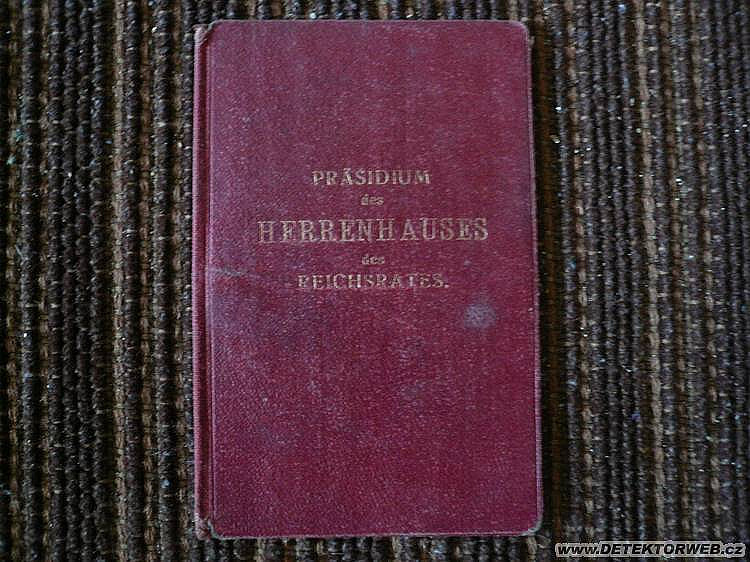 PRÄSIDIUM
des
HERRENHAUSES
des
REICHSRATES.
www.DETEKTORWEB.cz